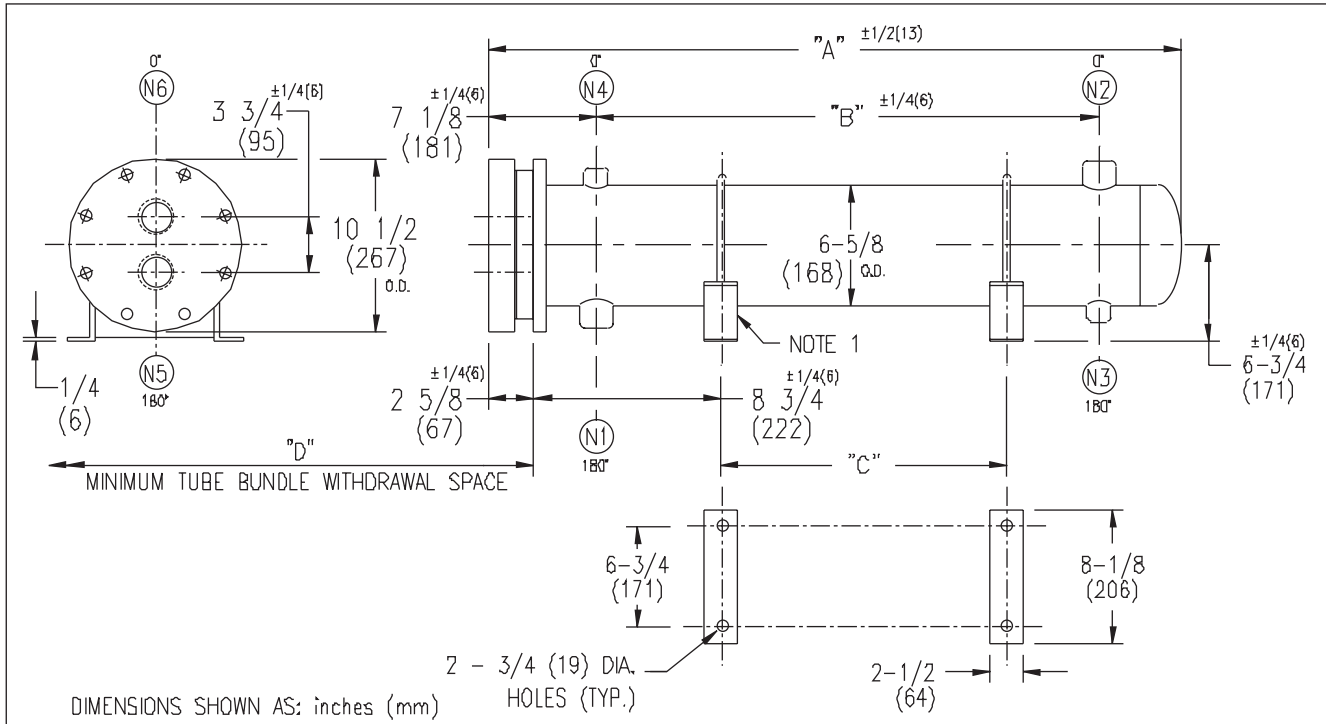 "A" ±1/2(13)
0°
N6
N4
N2
3 3/4 ±1/4(6)
(95)
7 1/8 ±1/4(6)
(181)
"B" ±1/4(6)
10 1/2
(267)
O.D.
6-5/8
(168) O.D.
NOTE 1
1/4
(6)
N5
180°
2 5/8 ±1/4(6)
(67)
8 3/4 ±1/4(6)
(222)
6-3/4 ±1/4(6)
(171)
N3
180°
N1
180°
"D"
MINIMUM TUBE BUNDLE WITHDRAWAL SPACE
"C"
6-3/4
(171)
8-1/8
(206)
2 - 3/4 (19) DIA.
HOLES (TYP.)
2-1/2
(64)
DIMENSIONS SHOWN AS: inches (mm)